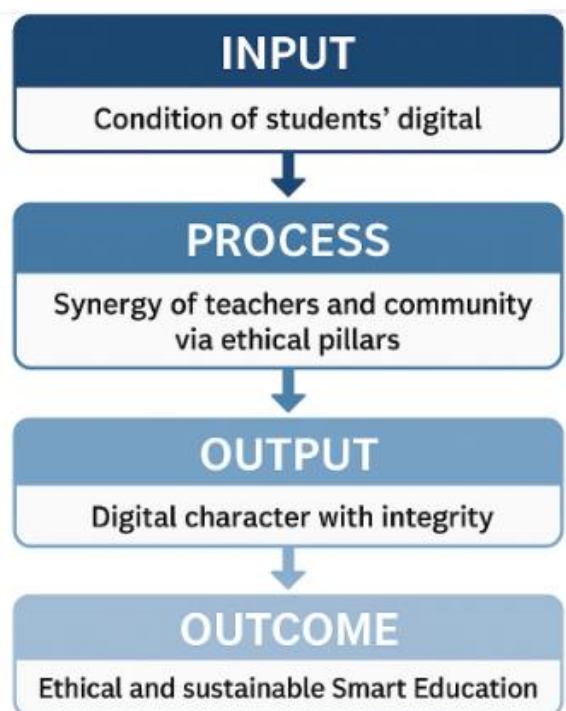 INPUT
Condition of students' digital
PROCESS
Synergy of teachers and community
via ethical pillars
OUTPUT
Digital character with integrity
OUTCOME
Ethical and sustainable Smart Education